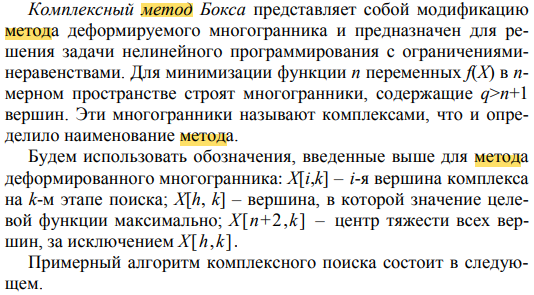 Комплексный метод Бокса представляет собой модификацию
метода деформируемого многогранника и предназначен для ре-
шения задачи нелинейного программирования с ограничениями-
неравенствами. Для минимизации функции n переменных f(X) в n-
мерном пространстве строят многогранники, содержащие q>n+1
вершин. Эти многогранники называют комплексами, что и опре-
делило наименование метода.
Будем использовать обозначения, введенные выше для метода
деформированного многогранника: X[i,k] – i-я вершина комплекса
на k-м этапе поиска; X[h, k] – вершина, в которой значение целе-
вой функции максимально; X[n+2,k] – центр тяжести всех вер-
шин, за исключением X[h,k].
Примерный алгоритм комплексного поиска состоит в следую-
щем.